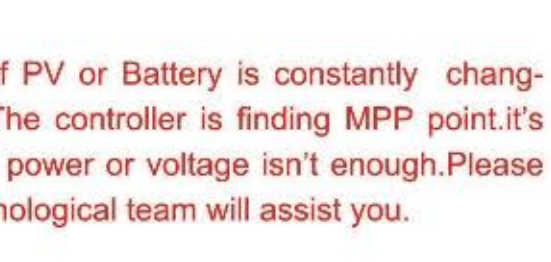 f PV or Battery is constantly chang-
The controller is finding MPP point.it's
power or voltage isn't enough.Please
nological team will assist you.